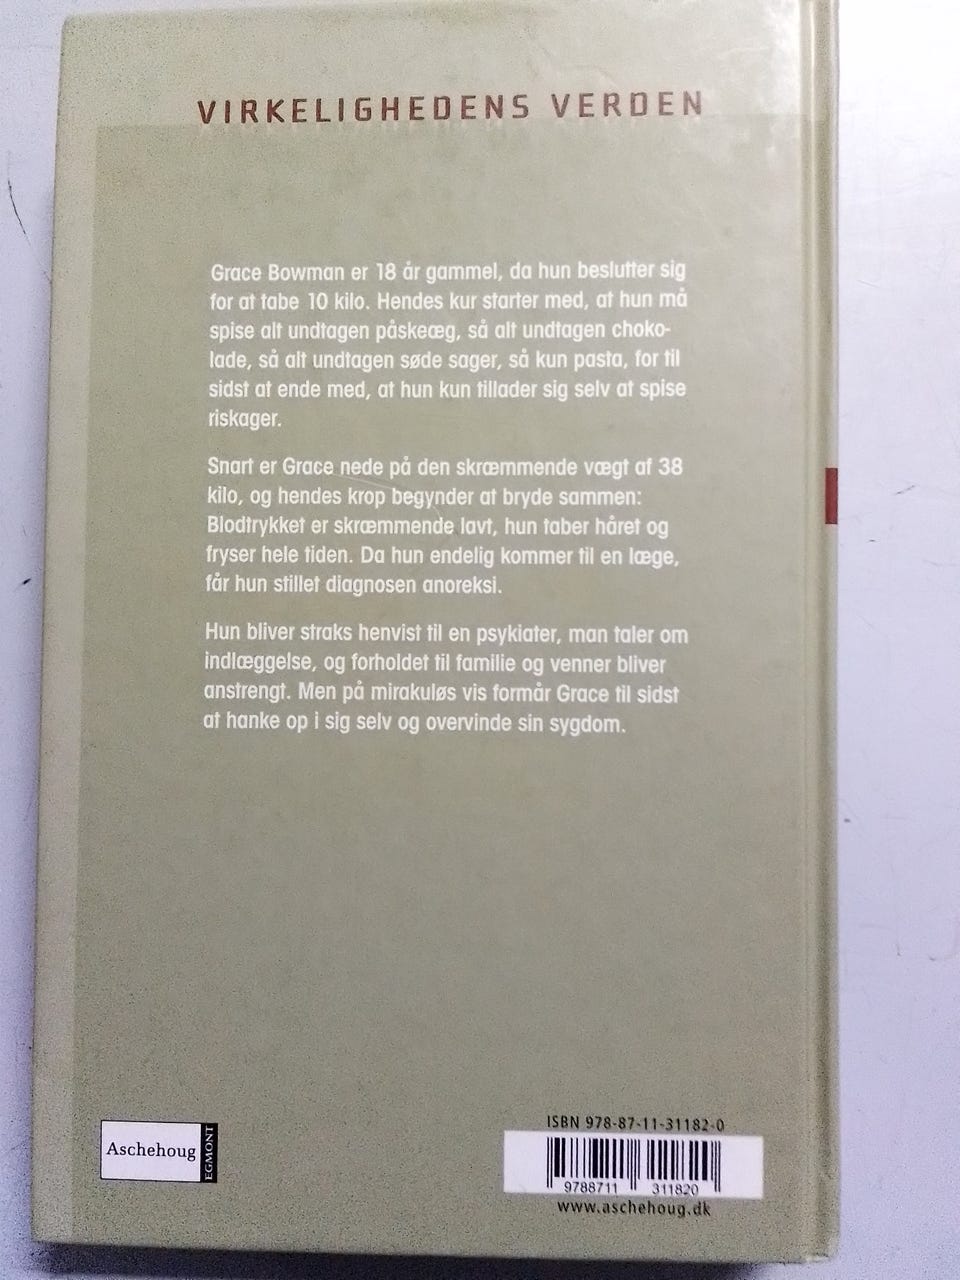 VIRKELIGHEDENS VERDEN
Grace Bowman er 18 år gammel, da hun beslutter sig
for at tabe 10 kilo. Hendes kur starter med, at hun må
spise alt undtagen påskeæg, så alt undtagen choko-
lade, så alt undtagen søde sager, så kun pasta, for til
sidst at ende med, at hun kun tillader sig selv at spise
riskager.
Snart er Grace nede på den skræmmende vægt af 38
kilo, og hendes krop begynder at bryde sammen:
Blodtrykket er skræmmende lavt, hun taber håret og
fryser hele tiden. Da hun endelig kommer til en læge,
får hun stillet diagnosen anoreksi.
Hun bliver straks henvist til en psykiater, man taler om
indlæggelse, og forholdet til familie og venner bliver
anstrengt. Men på mirakuløs vis formår Grace til sidst
at hanke op i sig selv og overvinde sin sygdom.
Aschehoug
EGMONT
ISBN 978-87-11-31182-0
9788711 311820
www.aschehoug.dk